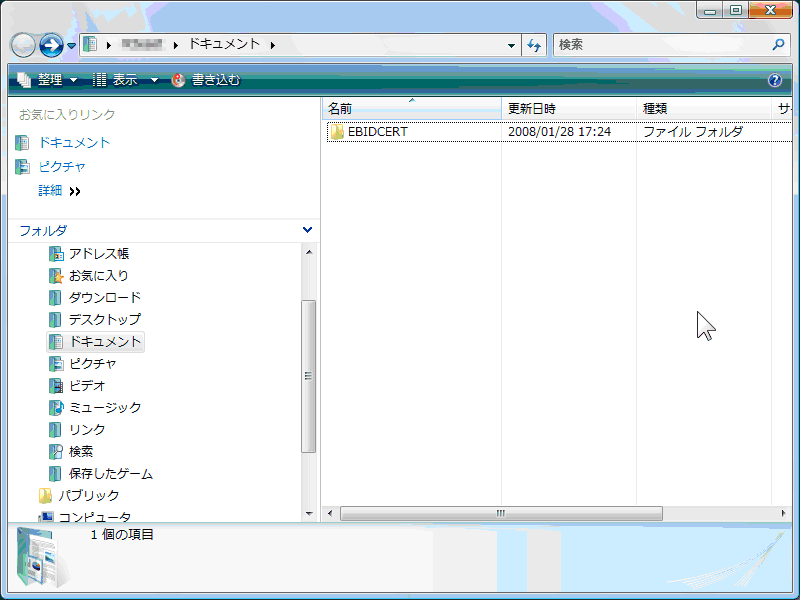 ドキュメント
検索
整理 表示 書き込む
お気に入りリンク
ドキュメント
ピクチャ
詳細
フォルダ
アドレス帳
お気に入り
ダウンロード
デスクトップ
ドキュメント
ピクチャ
ビデオ
ミュージック
リンク
検索
保存したゲーム
パブリック
コンピュータ
名前 更新日時 種類 サ
EBIDCERT 2008/01/28 17:24 ファイル フォルダ
1 個の項目